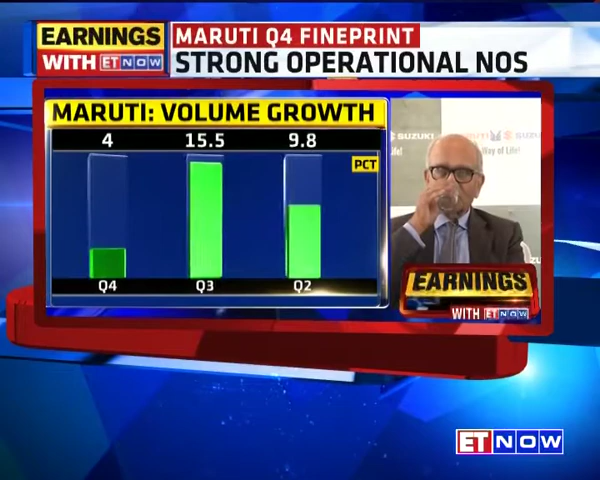 EARNINGS
WITH ET NOW
MARUTI Q4 FINEPRINT
STRONG OPERATIONAL NOS
MARUTI: VOLUME GROWTH
4 15.5 9.8
PCT
Q4 Q3 Q2
SUZUKI
SUZUKI
Way of Life!
EARNINGS
WITH ET NOW
ET NOW